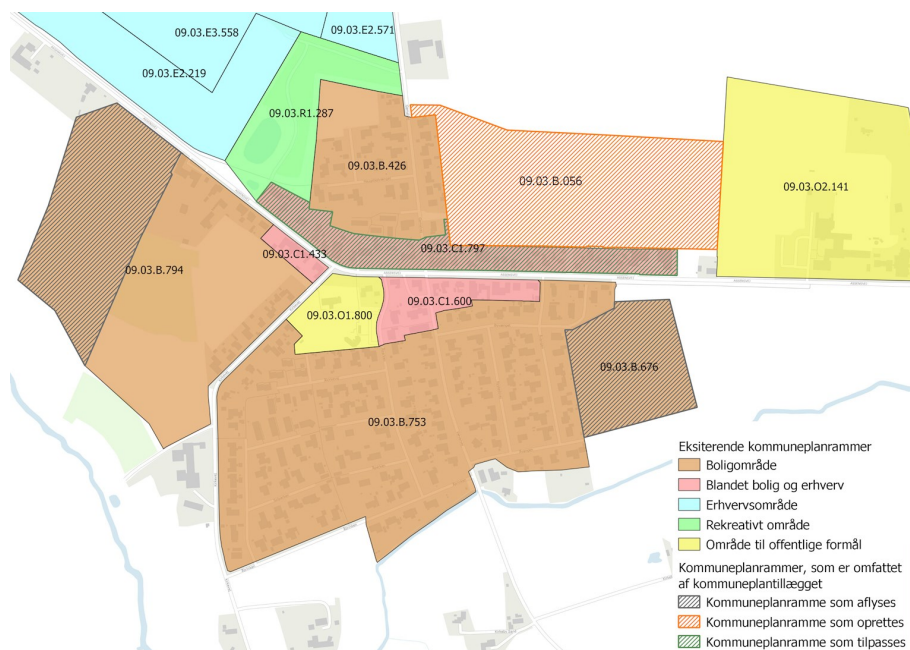 09.03.E3.558
09.03.E2.571
09.03.E2.219
09.03.R1.287
09.03.B.426
09.03.B.056
09.03.O2.141
09.03.C1.797
09.03.C1.433
09.03.B.794
09.03.C1.600
09.03.O1.800
09.03.B.676
09.03.B.753
Eksiterende kommuneplanrammer
Boligområde
Blandet bolig og erhverv
Erhvervsområde
Rekreativt område
Område til offentlige formål
Kommuneplanrammer, som er omfattet
af kommuneplantillægget
Kommuneplanramme som aflyses
Kommuneplanramme som oprettes
Kommuneplanramme som tilpasses